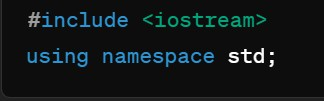 #include <iostream>
using namespace std;